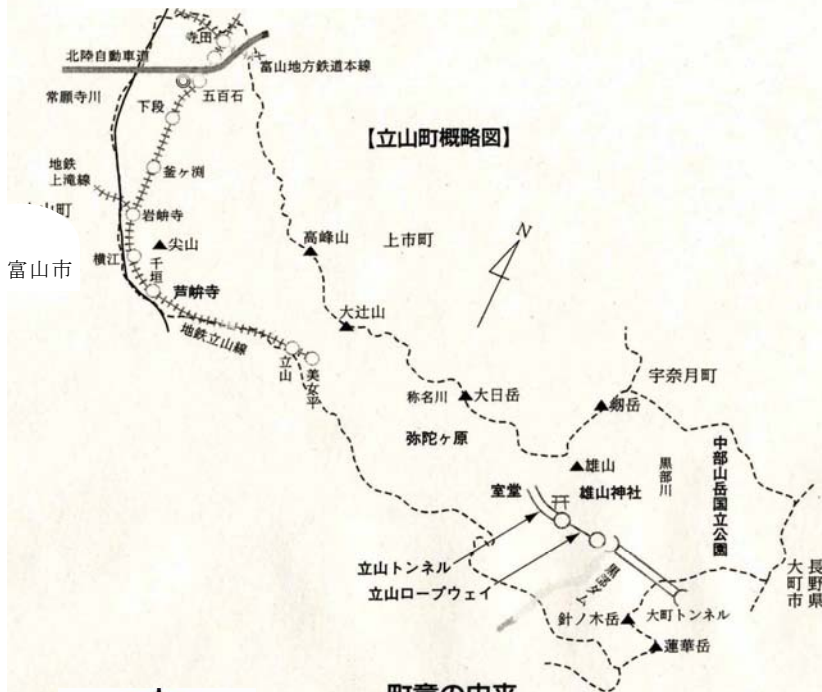 寺田
北陸自動車道
富山地方鉄道本線
常願寺川
五百石
下段
【立山町概略図】
地鉄
上滝線
釜ヶ渕
岩峅寺
N
富山市
尖山
高峰山
上市町
横江
千垣
芦峅寺
大辻山
地鉄立山線
立山
美女平
宇奈月町
称名川
大日岳
剱岳
弥陀ヶ原
雄山
黒部川
中部山岳国立公園
室堂
雄山神社
立山トンネル
立山ロープウェイ
黒部ダム
長野県
大町市
針ノ木岳
大町トンネル
蓮華岳